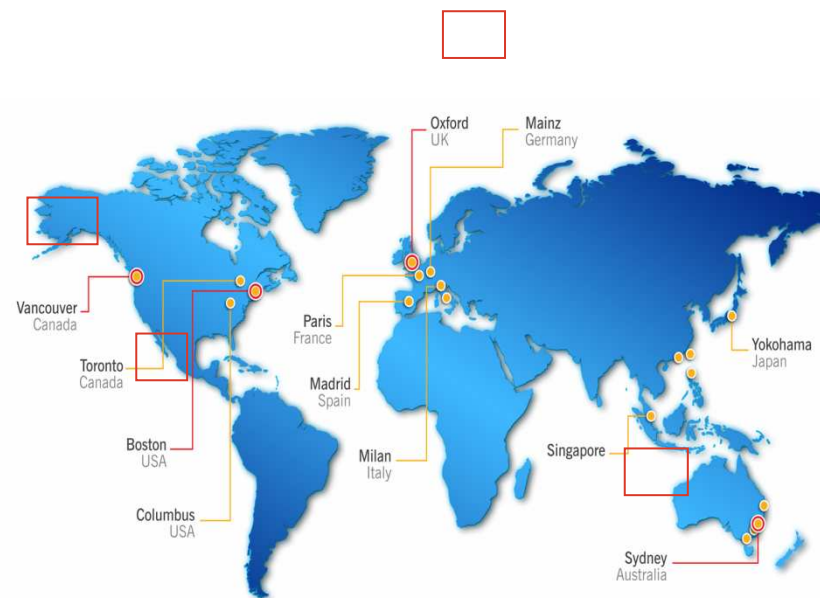 Oxford
UK
Mainz
Germany
Vancouver
Canada
Paris
France
Yokohama
Japan
Toronto
Canada
Madrid
Spain
Boston
USA
Milan
Italy
Singapore
Columbus
USA
Sydney
Australia